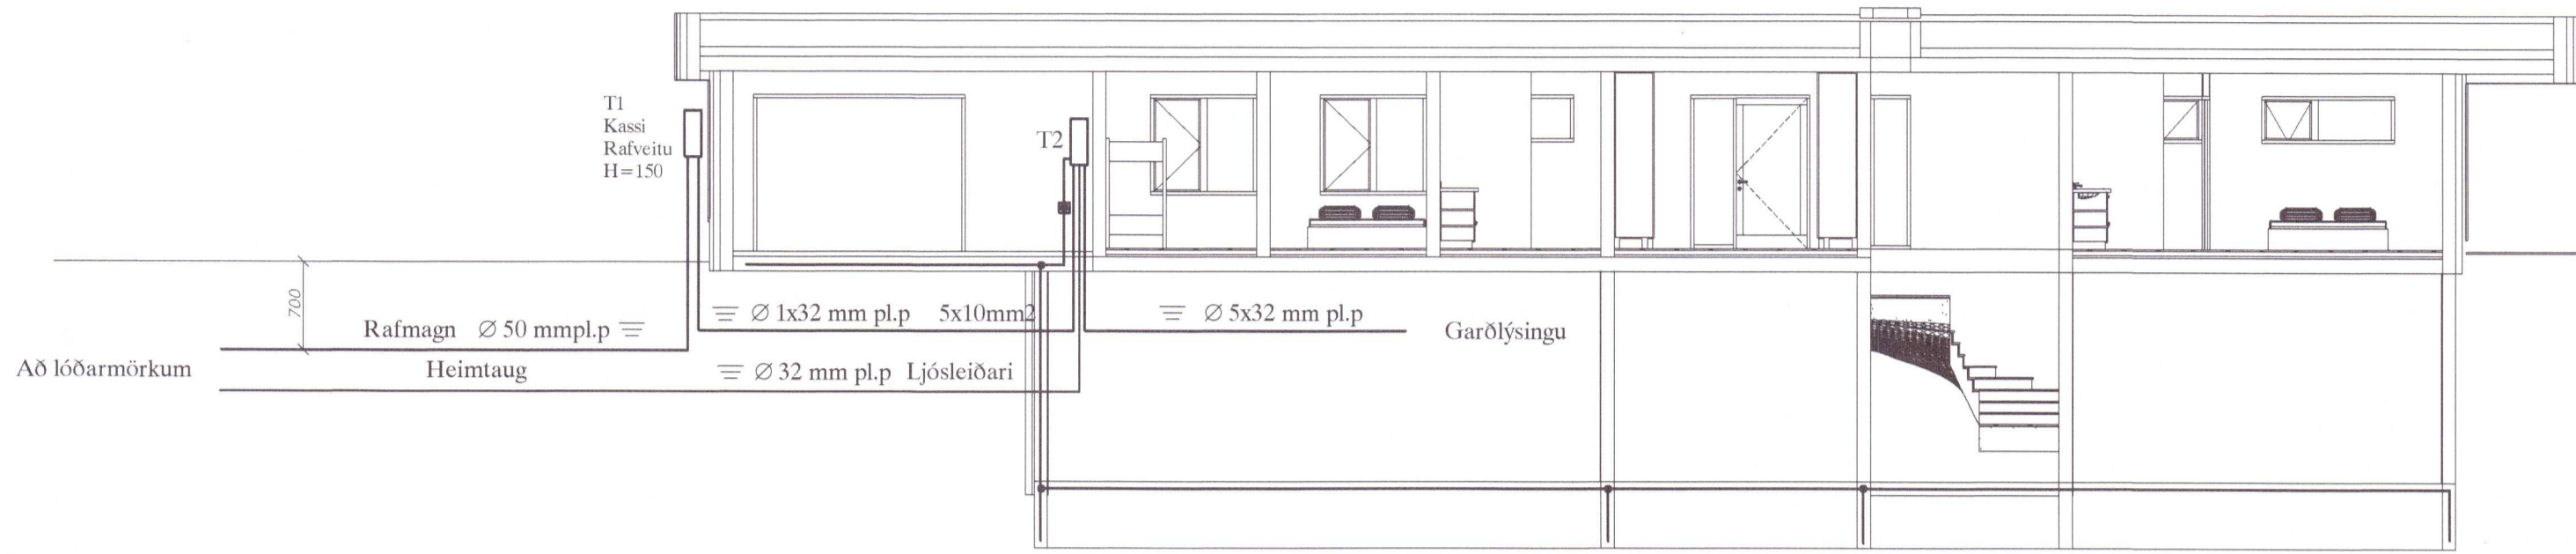 T1
Kassi
Rafveitu
H=150
T2
700
Rafmagn Ø 50 mmpl.p
Ø 1x32 mm pl.p 5x10mm2
Ø 5x32 mm pl.p
Garðlýsingu
Að lóðarmörkum
Heimtaug
Ø 32 mm pl.p Ljósleiðari